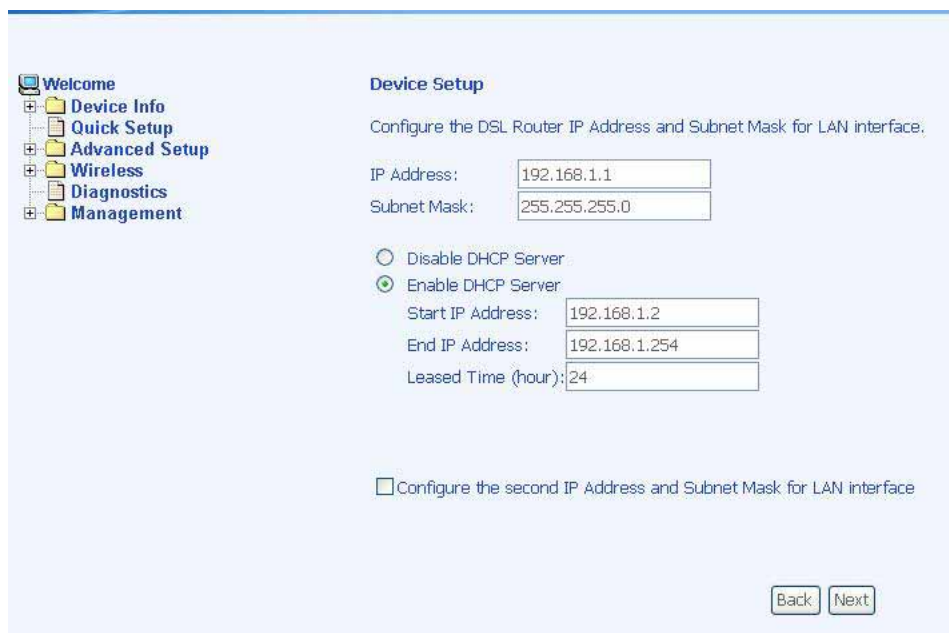 Welcome
Device Info
Quick Setup
Advanced Setup
Wireless
Diagnostics
Management
Device Setup
Configure the DSL Router IP Address and Subnet Mask for LAN interface.
IP Address: 192.168.1.1
Subnet Mask: 255.255.255.0
Disable DHCP Server
Enable DHCP Server
Start IP Address: 192.168.1.2
End IP Address: 192.168.1.254
Leased Time (hour): 24
Configure the second IP Address and Subnet Mask for LAN interface
Back Next